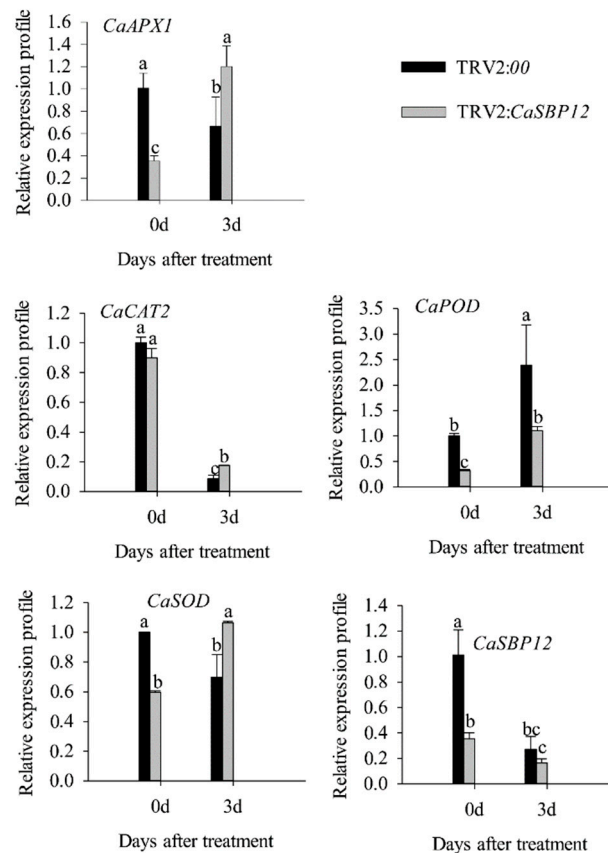 CaAPX1
Relative expression profile
1.6
1.4
1.2
1.0
0.8
0.6
0.4
0.2
0.0
a
c
b
a
0d
3d
Days after treatment
TRV2:00
TRV2:CaSBP12
CaCAT2
Relative expression profile
1.2
1.0
0.8
0.6
0.4
0.2
0.0
a
a
c
b
0d
3d
Days after treatment
CaPOD
Relative expression profile
3.5
3.0
2.5
2.0
1.5
1.0
0.5
0.0
b
c
a
b
0d
3d
Days after treatment
CaSOD
Relative expression profile
1.2
1.0
0.8
0.6
0.4
0.2
0.0
a
b
b
a
0d
3d
Days after treatment
CaSBP12
Relative expression profile
1.4
1.2
1.0
0.8
0.6
0.4
0.2
0.0
a
b
bc
c
0d
3d
Days after treatment